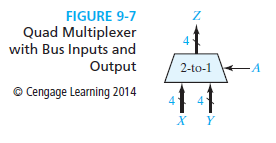 FIGURE 9-7
Quad Multiplexer
with Bus Inputs and
Output
© Cengage Learning 2014
Z
4
2-to-1
A
4 4
X Y